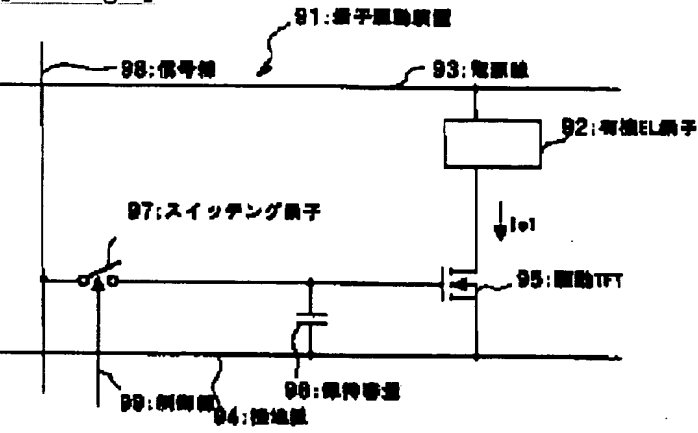 91:素子駆動装置
98:信号線
93:電源線
92:有機EL素子
97:スイッチング素子
95:駆動TFT
96:保持容量
99:制御線
94:接地線